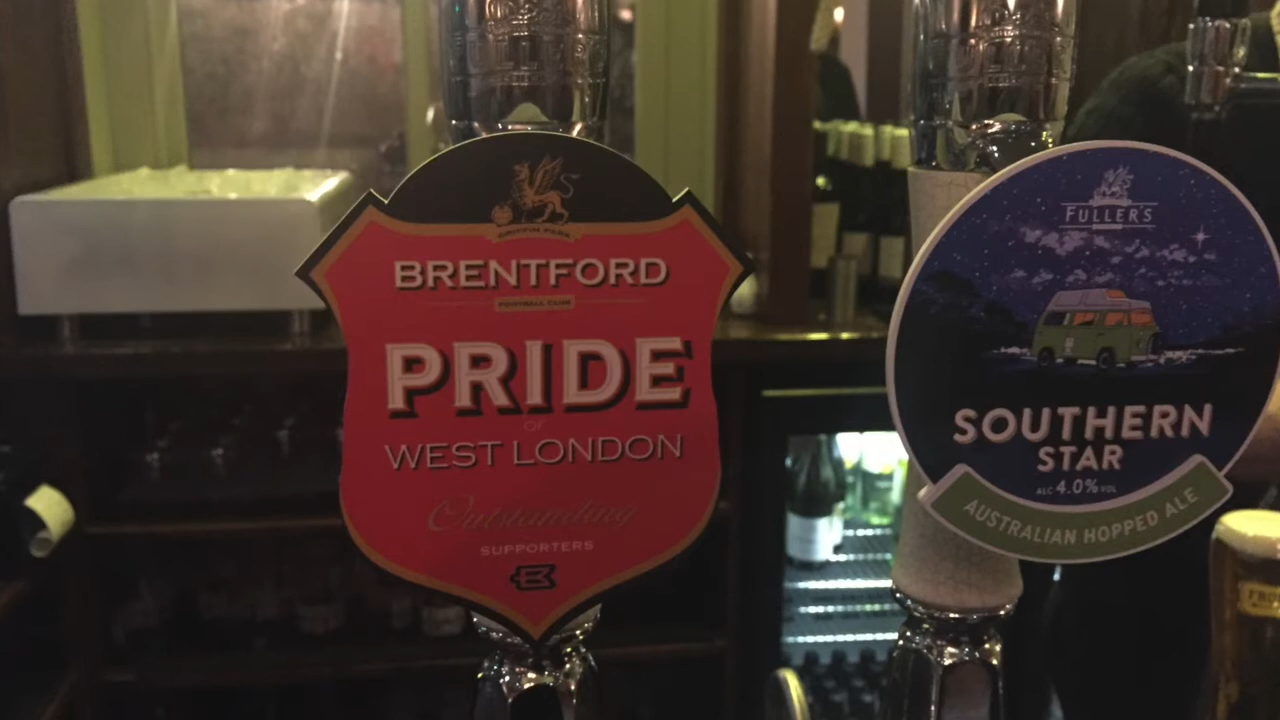 GRIFFIN PARK
BRENTFORD
FOOTBALL CLUB
PRIDE
OF
WEST LONDON
Outstanding
SUPPORTERS
FULLER'S
SOUTHERN
STAR
ALC 4.0% VOL
AUSTRALIAN HOPPED ALE